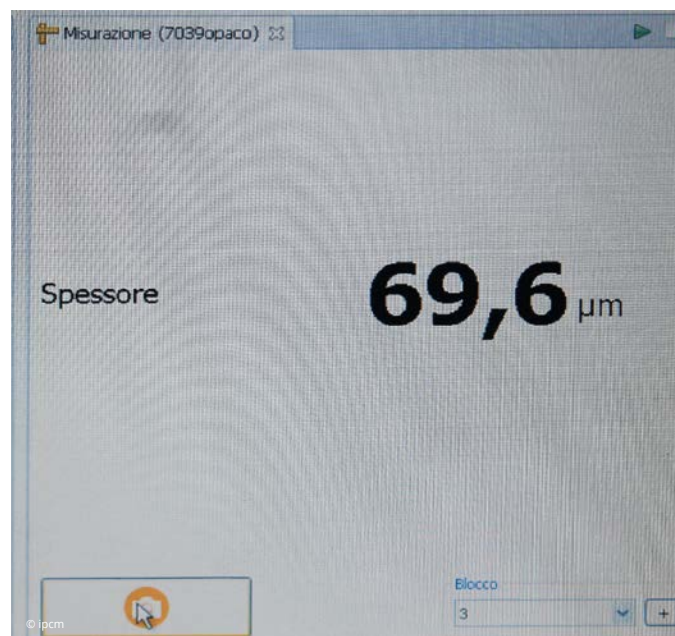 Misurazione (7039opaco)
Spessore 69,6 µm
Blocco
3 +
© ipcm